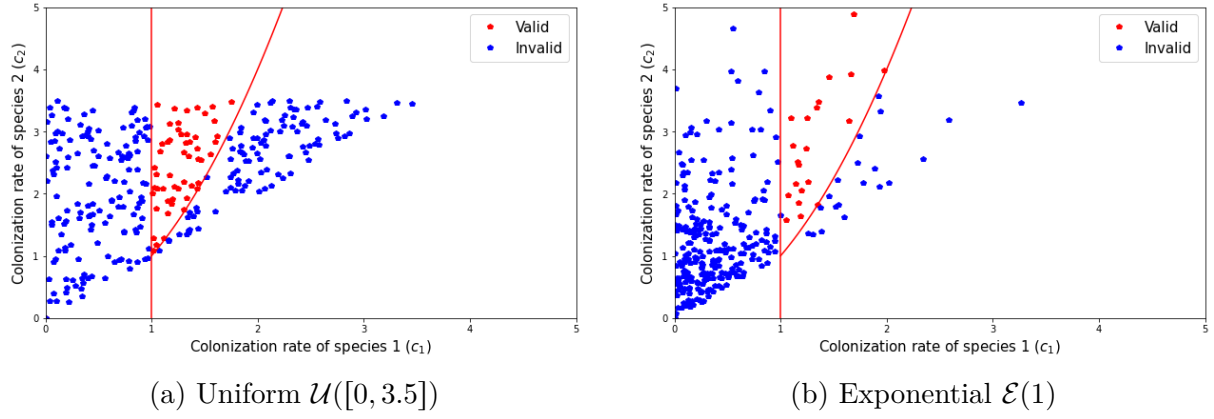 5
4
3
2
1
0
0
1
2
3
4
5
Colonization rate of species 2 (c₂)
Colonization rate of species 1 (c₁)
Valid
Invalid
(a) Uniform 𝒰([0, 3.5])
5
4
3
2
1
0
0
1
2
3
4
5
Colonization rate of species 2 (c₂)
Colonization rate of species 1 (c₁)
Valid
Invalid
(b) Exponential ℰ(1)